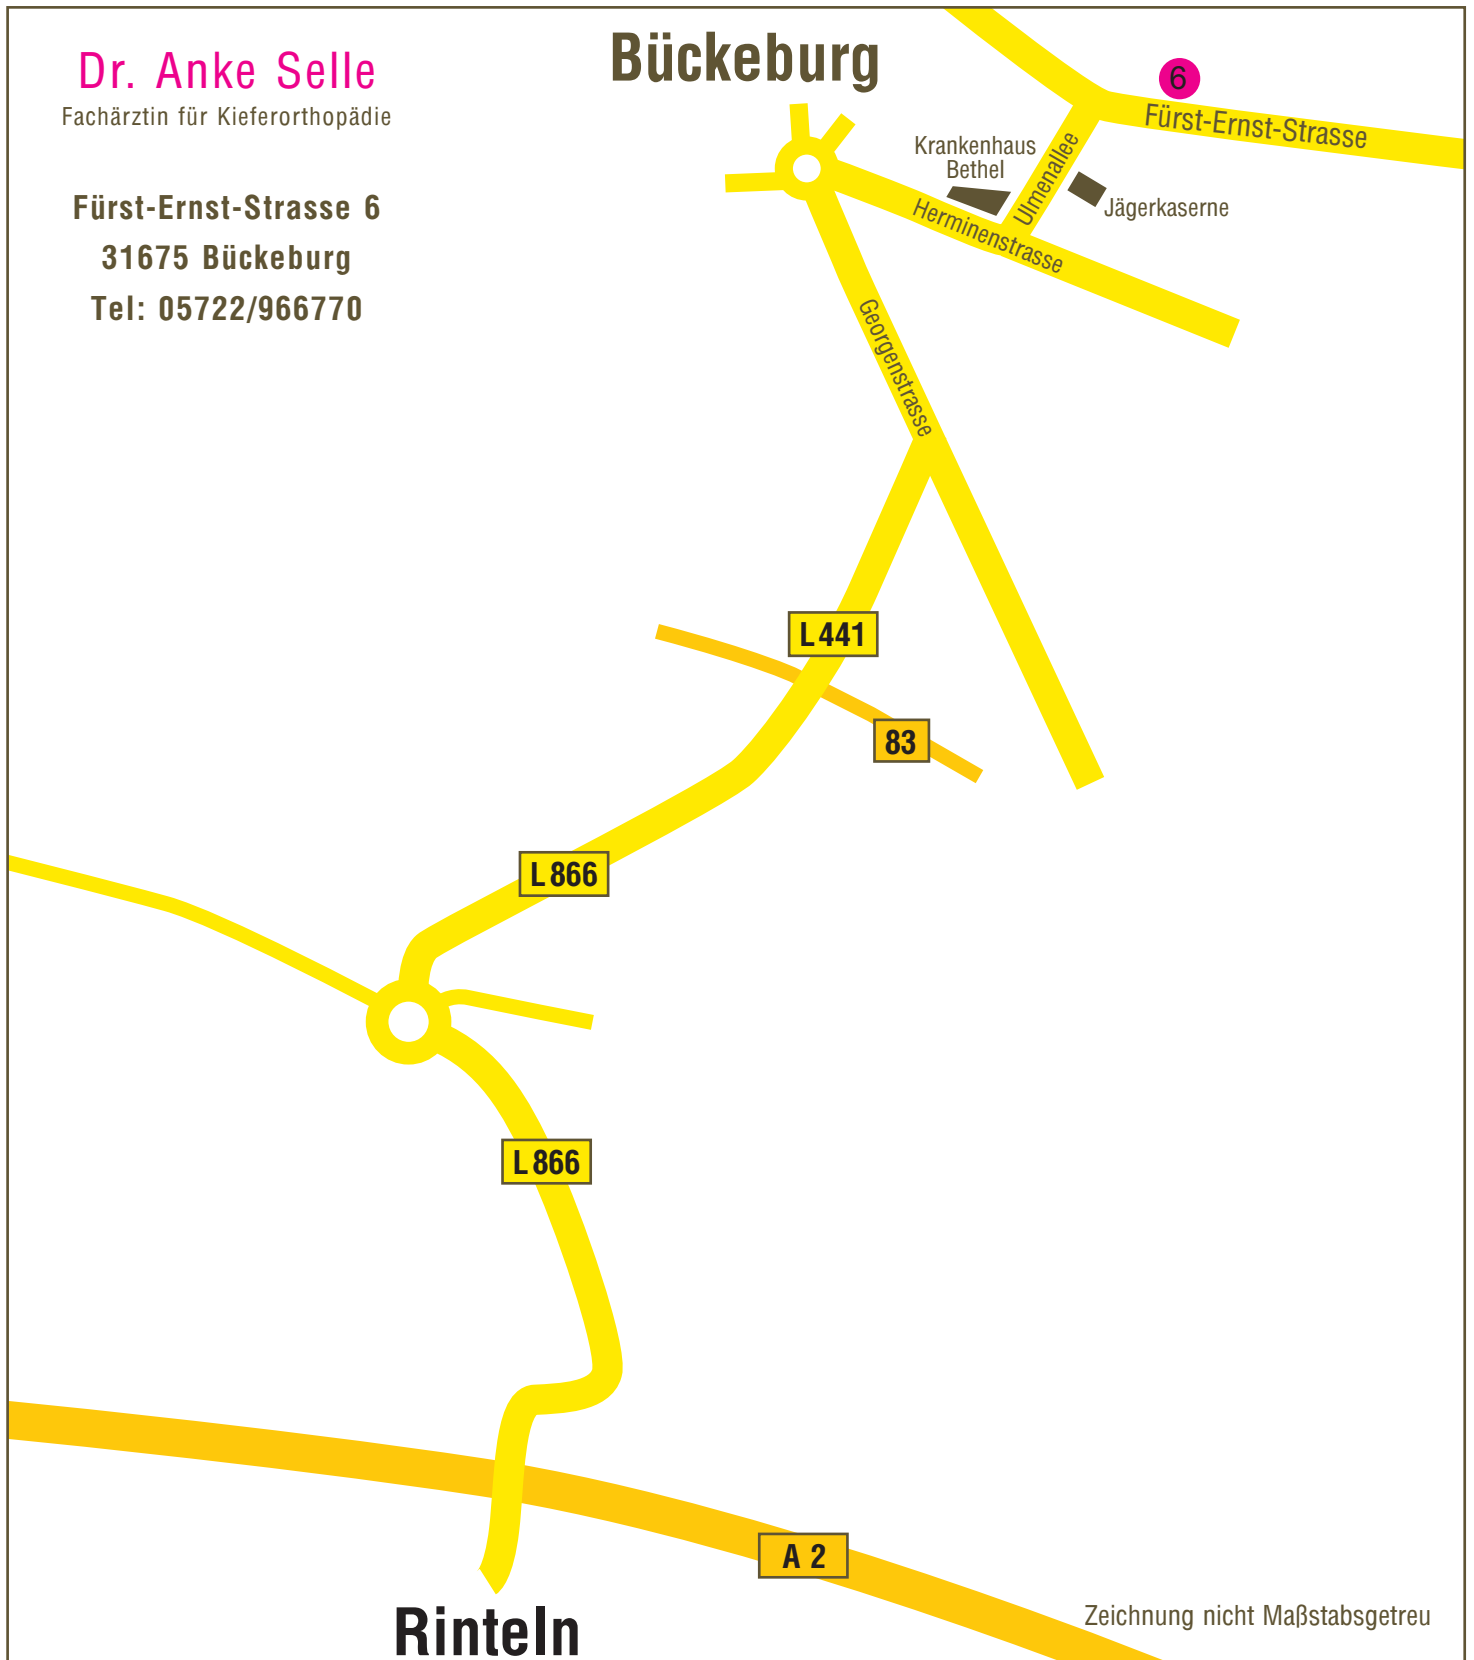 Dr. Anke Selle
Fachärztin für Kieferorthopädie
Fürst-Ernst-Strasse 6
31675 Bückeburg
Tel: 05722/966770
Bückeburg
6
Fürst-Ernst-Strasse
Krankenhaus
Bethel
Ulmenallee
Jägerkaserne
Herminenstrasse
Georgenstrasse
L 441
83
L 866
L 866
A 2
Zeichnung nicht Maßstabsgetreu
Rinteln